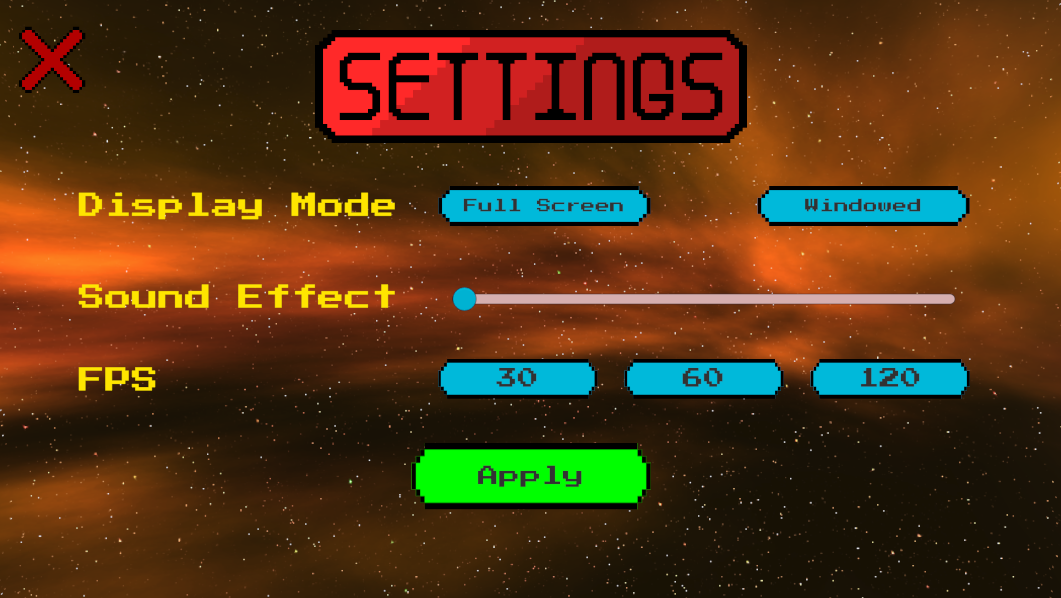 SETTINGS
Display Mode Full Screen Windowed
Sound Effect
FPS 30 60 120
Apply